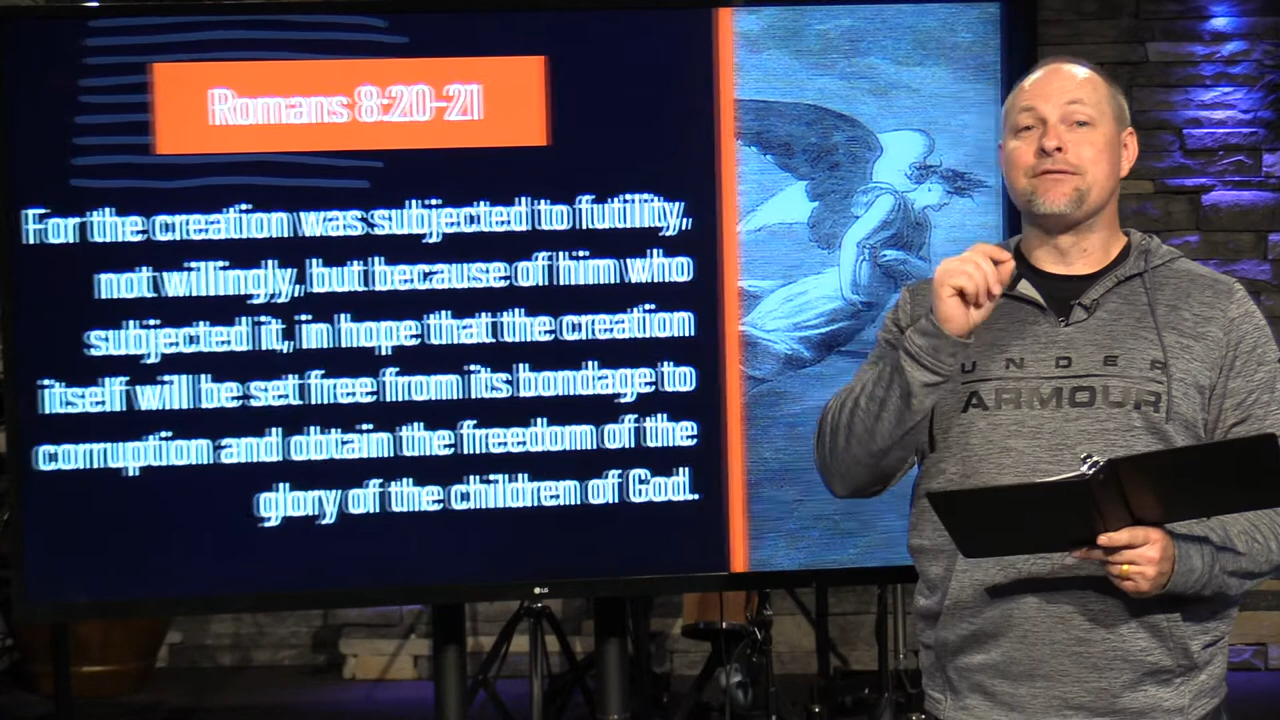 Romans 8:20-21
For the creation was subjected to futility,
not willingly, but because of him who
subjected it, in hope that the creation
itself will be set free from its bondage to
corruption and obtain the freedom of the
glory of the children of God.
LG
UNDER
ARMOUR